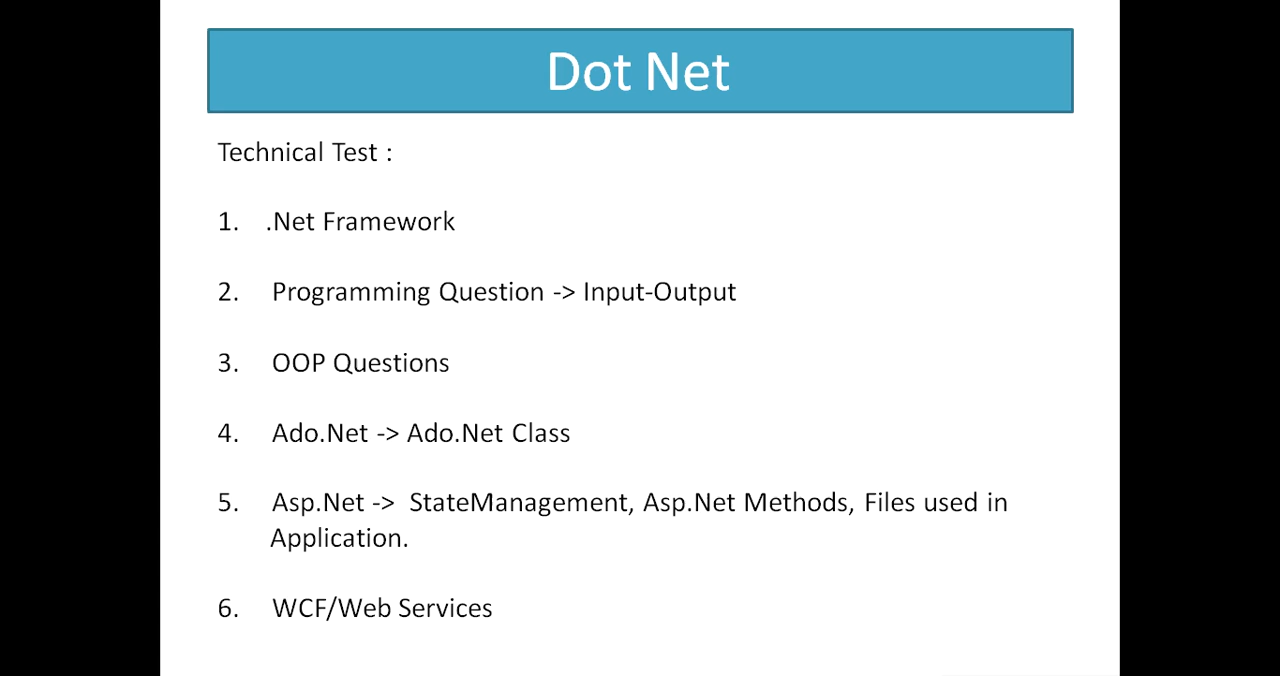 Dot Net
Technical Test :
1. .Net Framework
2. Programming Question -> Input-Output
3. OOP Questions
4. Ado.Net -> Ado.Net Class
5. Asp.Net -> StateManagement, Asp.Net Methods, Files used in
Application.
6. WCF/Web Services